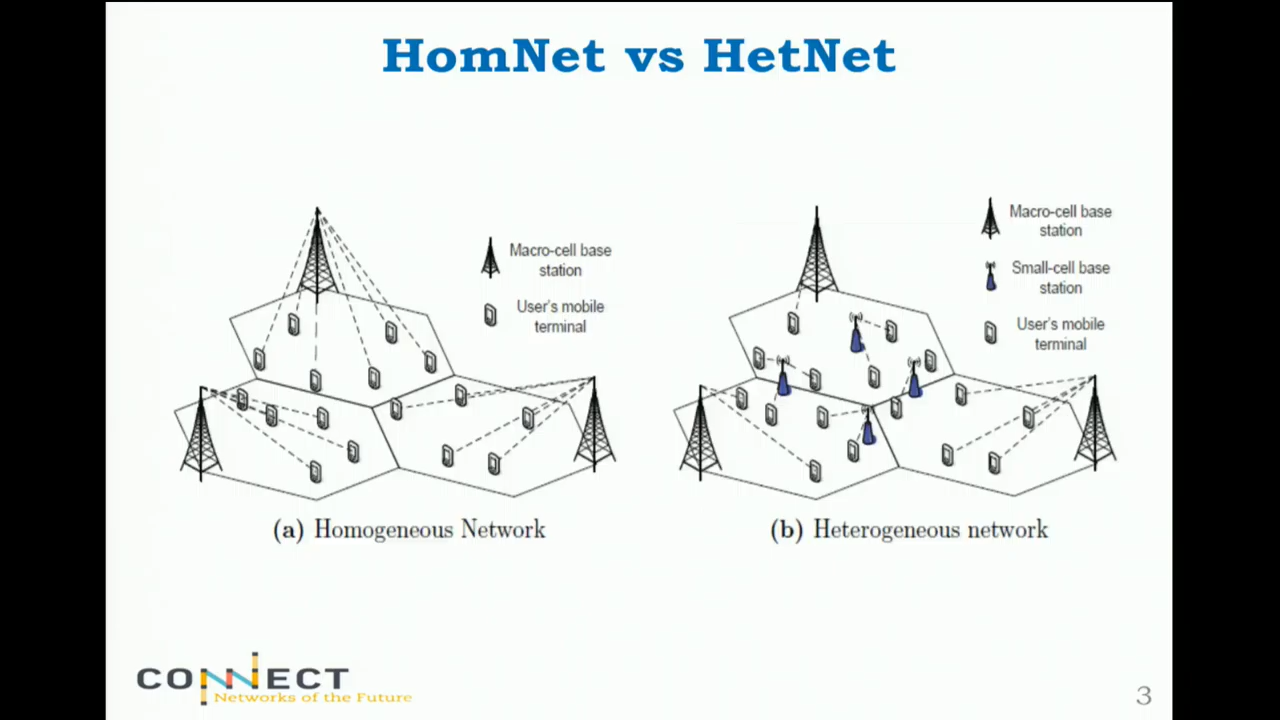 HomNet vs HetNet
Macro-cell base
station
User's mobile
terminal
(a) Homogeneous Network
Macro-cell base
station
Small-cell base
station
User's mobile
terminal
(b) Heterogeneous network
CONNECT
Networks of the Future
3